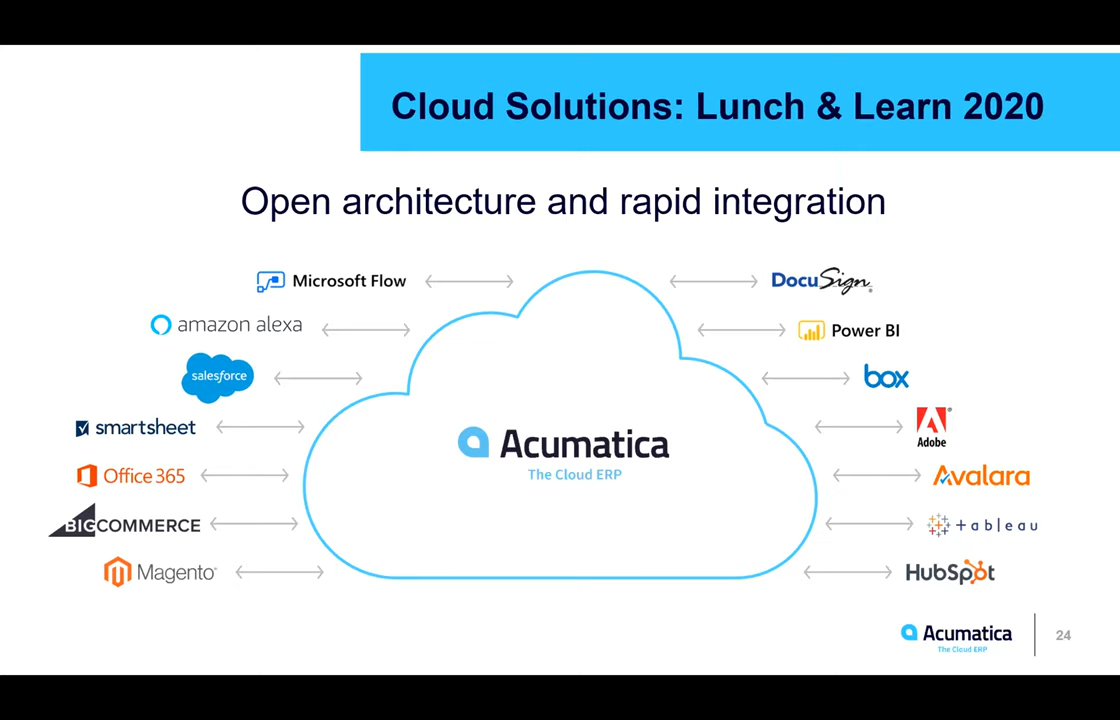 Cloud Solutions: Lunch & Learn 2020
Open architecture and rapid integration
Microsoft Flow
DocuSign
amazon alexa
Power BI
salesforce
box
smartsheet
Adobe
Acumatica
The Cloud ERP
Office 365
Avalara
BIGCOMMERCE
+ableau
Magento
HubSpot
Acumatica
The Cloud ERP
24